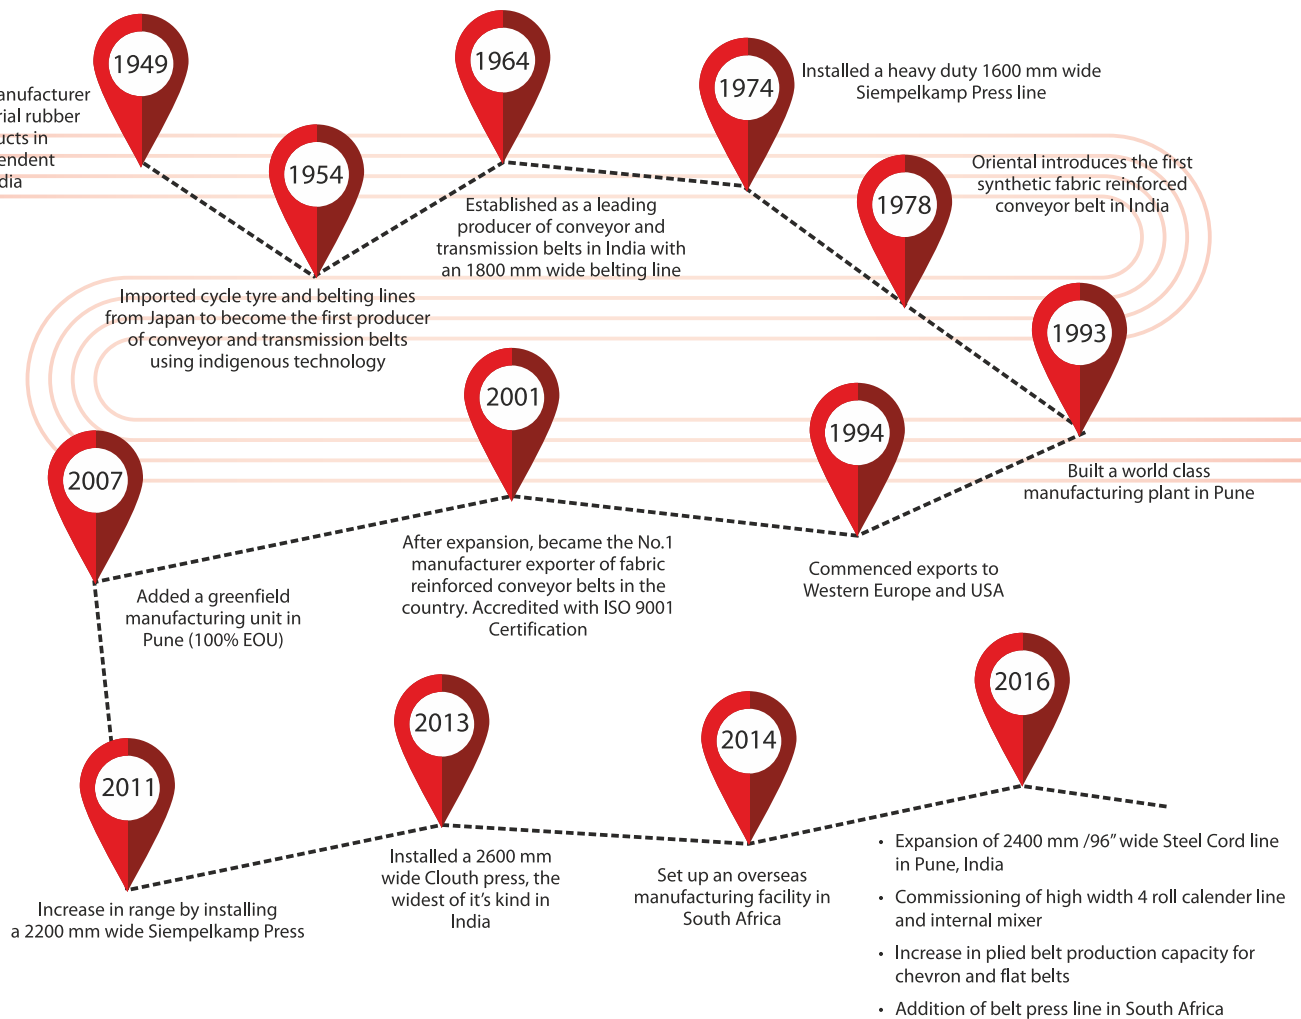 1949
anufacturer
rial rubber
ucts in
endent
dia
1954
Imported cycle tyre and belting lines
from Japan to become the first producer
of conveyor and transmission belts
using indigenous technology
1964
Established as a leading
producer of conveyor and
transmission belts in India with
an 1800 mm wide belting line
1974
Installed a heavy duty 1600 mm wide
Siempelkamp Press line
1978
Oriental introduces the first
synthetic fabric reinforced
conveyor belt in India
1993
Built a world class
manufacturing plant in Pune
1994
Commenced exports to
Western Europe and USA
2001
After expansion, became the No.1
manufacturer exporter of fabric
reinforced conveyor belts in the
country. Accredited with ISO 9001
Certification
2007
Added a greenfield
manufacturing unit in
Pune (100% EOU)
2011
Increase in range by installing
a 2200 mm wide Siempelkamp Press
2013
Installed a 2600 mm
wide Clouth press, the
widest of it's kind in
India
2014
Set up an overseas
manufacturing facility in
South Africa
2016
• Expansion of 2400 mm /96” wide Steel Cord line
in Pune, India
• Commissioning of high width 4 roll calender line
and internal mixer
• Increase in plied belt production capacity for
chevron and flat belts
• Addition of belt press line in South Africa